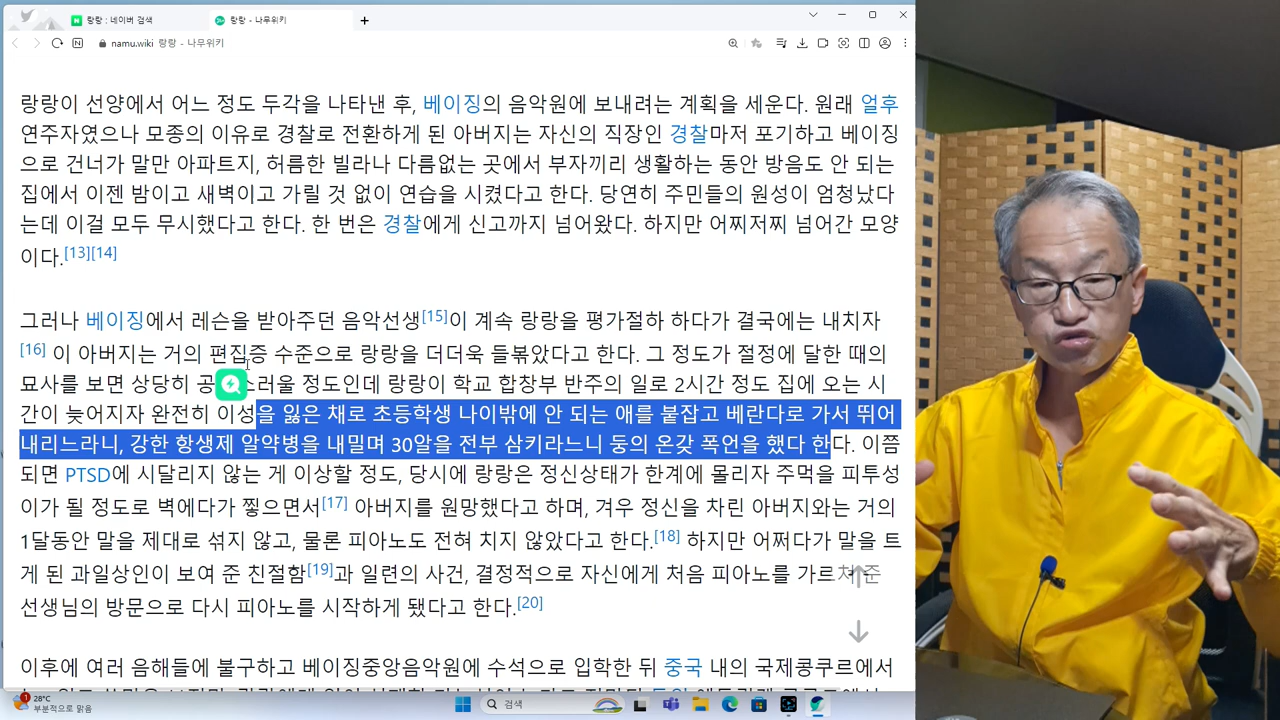 랑랑 : 네이버 검색
랑랑 - 나무위키
namu.wiki 랑랑 - 나무위키
랑랑이 선양에서 어느 정도 두각을 나타낸 후, 베이징의 음악원에 보내려는 계획을 세운다. 원래 얼후
연주자였으나 모종의 이유로 경찰로 전환하게 된 아버지는 자신의 직장인 경찰마저 포기하고 베이징
으로 건너가 말만 아파트지, 허름한 빌라나 다름없는 곳에서 부자끼리 생활하는 동안 방음도 안 되는
집에서 이젠 밤이고 새벽이고 가릴 것 없이 연습을 시켰다고 한다. 당연히 주민들의 원성이 엄청났다
는데 이걸 모두 무시했다고 한다. 한 번은 경찰에게 신고까지 넘어왔다. 하지만 어찌저찌 넘어간 모양
이다.[13][14]
그러나 베이징에서 레슨을 받아주던 음악선생[15]이 계속 랑랑을 평가절하 하다가 결국에는 내치자
[16] 이 아버지는 거의 편집증 수준으로 랑랑을 더더욱 들볶았다고 한다. 그 정도가 절정에 달한 때의
묘사를 보면 상당히 공스러울 정도인데 랑랑이 학교 합창부 반주의 일로 2시간 정도 집에 오는 시
간이 늦어지자 완전히 이성을 잃은 채로 초등학생 나이밖에 안 되는 애를 붙잡고 베란다로 가서 뛰어
내리느라니, 강한 항생제 알약병을 내밀며 30알을 전부 삼키라느니 둥의 온갖 폭언을 했다 한다. 이쯤
되면 PTSD에 시달리지 않는 게 이상할 정도, 당시에 랑랑은 정신상태가 한계에 몰리자 주먹을 피투성
이가 될 정도로 벽에다가 찧으면서[17] 아버지를 원망했다고 하며, 겨우 정신을 차린 아버지와는 거의
1달동안 말을 제대로 섞지 않고, 물론 피아노도 전혀 치지 않았다고 한다.[18] 하지만 어쩌다가 말을 트
게 된 과일상인이 보여 준 친절함[19]과 일련의 사건, 결정적으로 자신에게 처음 피아노를 가르쳐 준
선생님의 방문으로 다시 피아노를 시작하게 됐다고 한다.[20]
이후에 여러 음해들에 불구하고 베이징중앙음악원에 수석으로 입학한 뒤 중국 내의 국제콩쿠르에서
28°C
부분적으로 맑음
검색